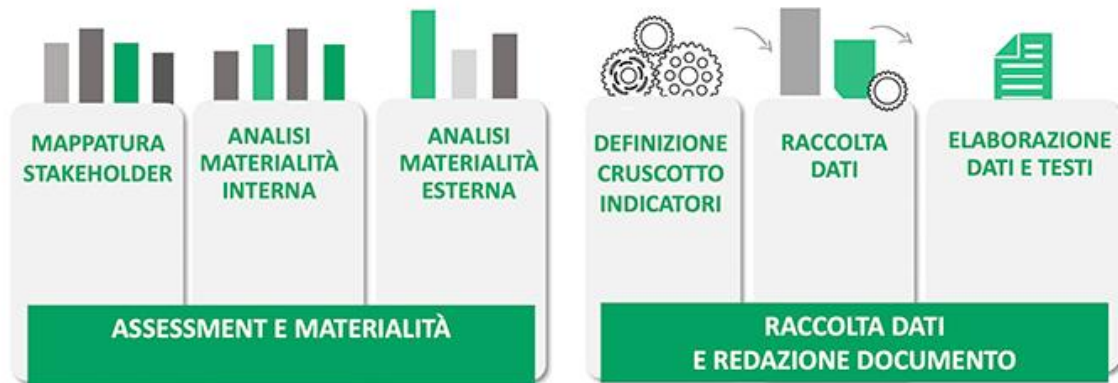 MAPPATURA
STAKEHOLDER
ANALISI
MATERIALITÀ
INTERNA
ANALISI
MATERIALITÀ
ESTERNA
ASSESSMENT E MATERIALITÀ
DEFINIZIONE
CRUSCOTTO
INDICATORI
RACCOLTA
DATI
ELABORAZIONE
DATI E TESTI
RACCOLTA DATI
E REDAZIONE DOCUMENTO